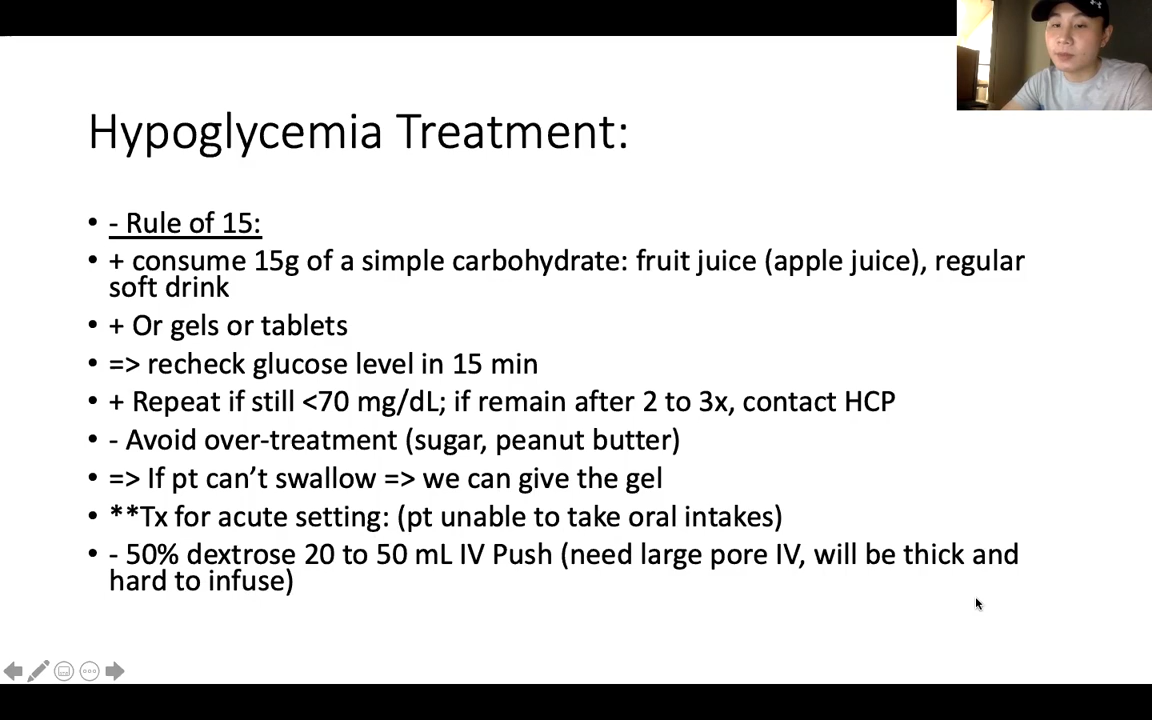 Hypoglycemia Treatment:
• - Rule of 15:
• + consume 15g of a simple carbohydrate: fruit juice (apple juice), regular
soft drink
• + Or gels or tablets
• => recheck glucose level in 15 min
• + Repeat if still <70 mg/dL; if remain after 2 to 3x, contact HCP
• - Avoid over-treatment (sugar, peanut butter)
• => If pt can’t swallow => we can give the gel
• **Tx for acute setting: (pt unable to take oral intakes)
• - 50% dextrose 20 to 50 mL IV Push (need large pore IV, will be thick and
hard to infuse)